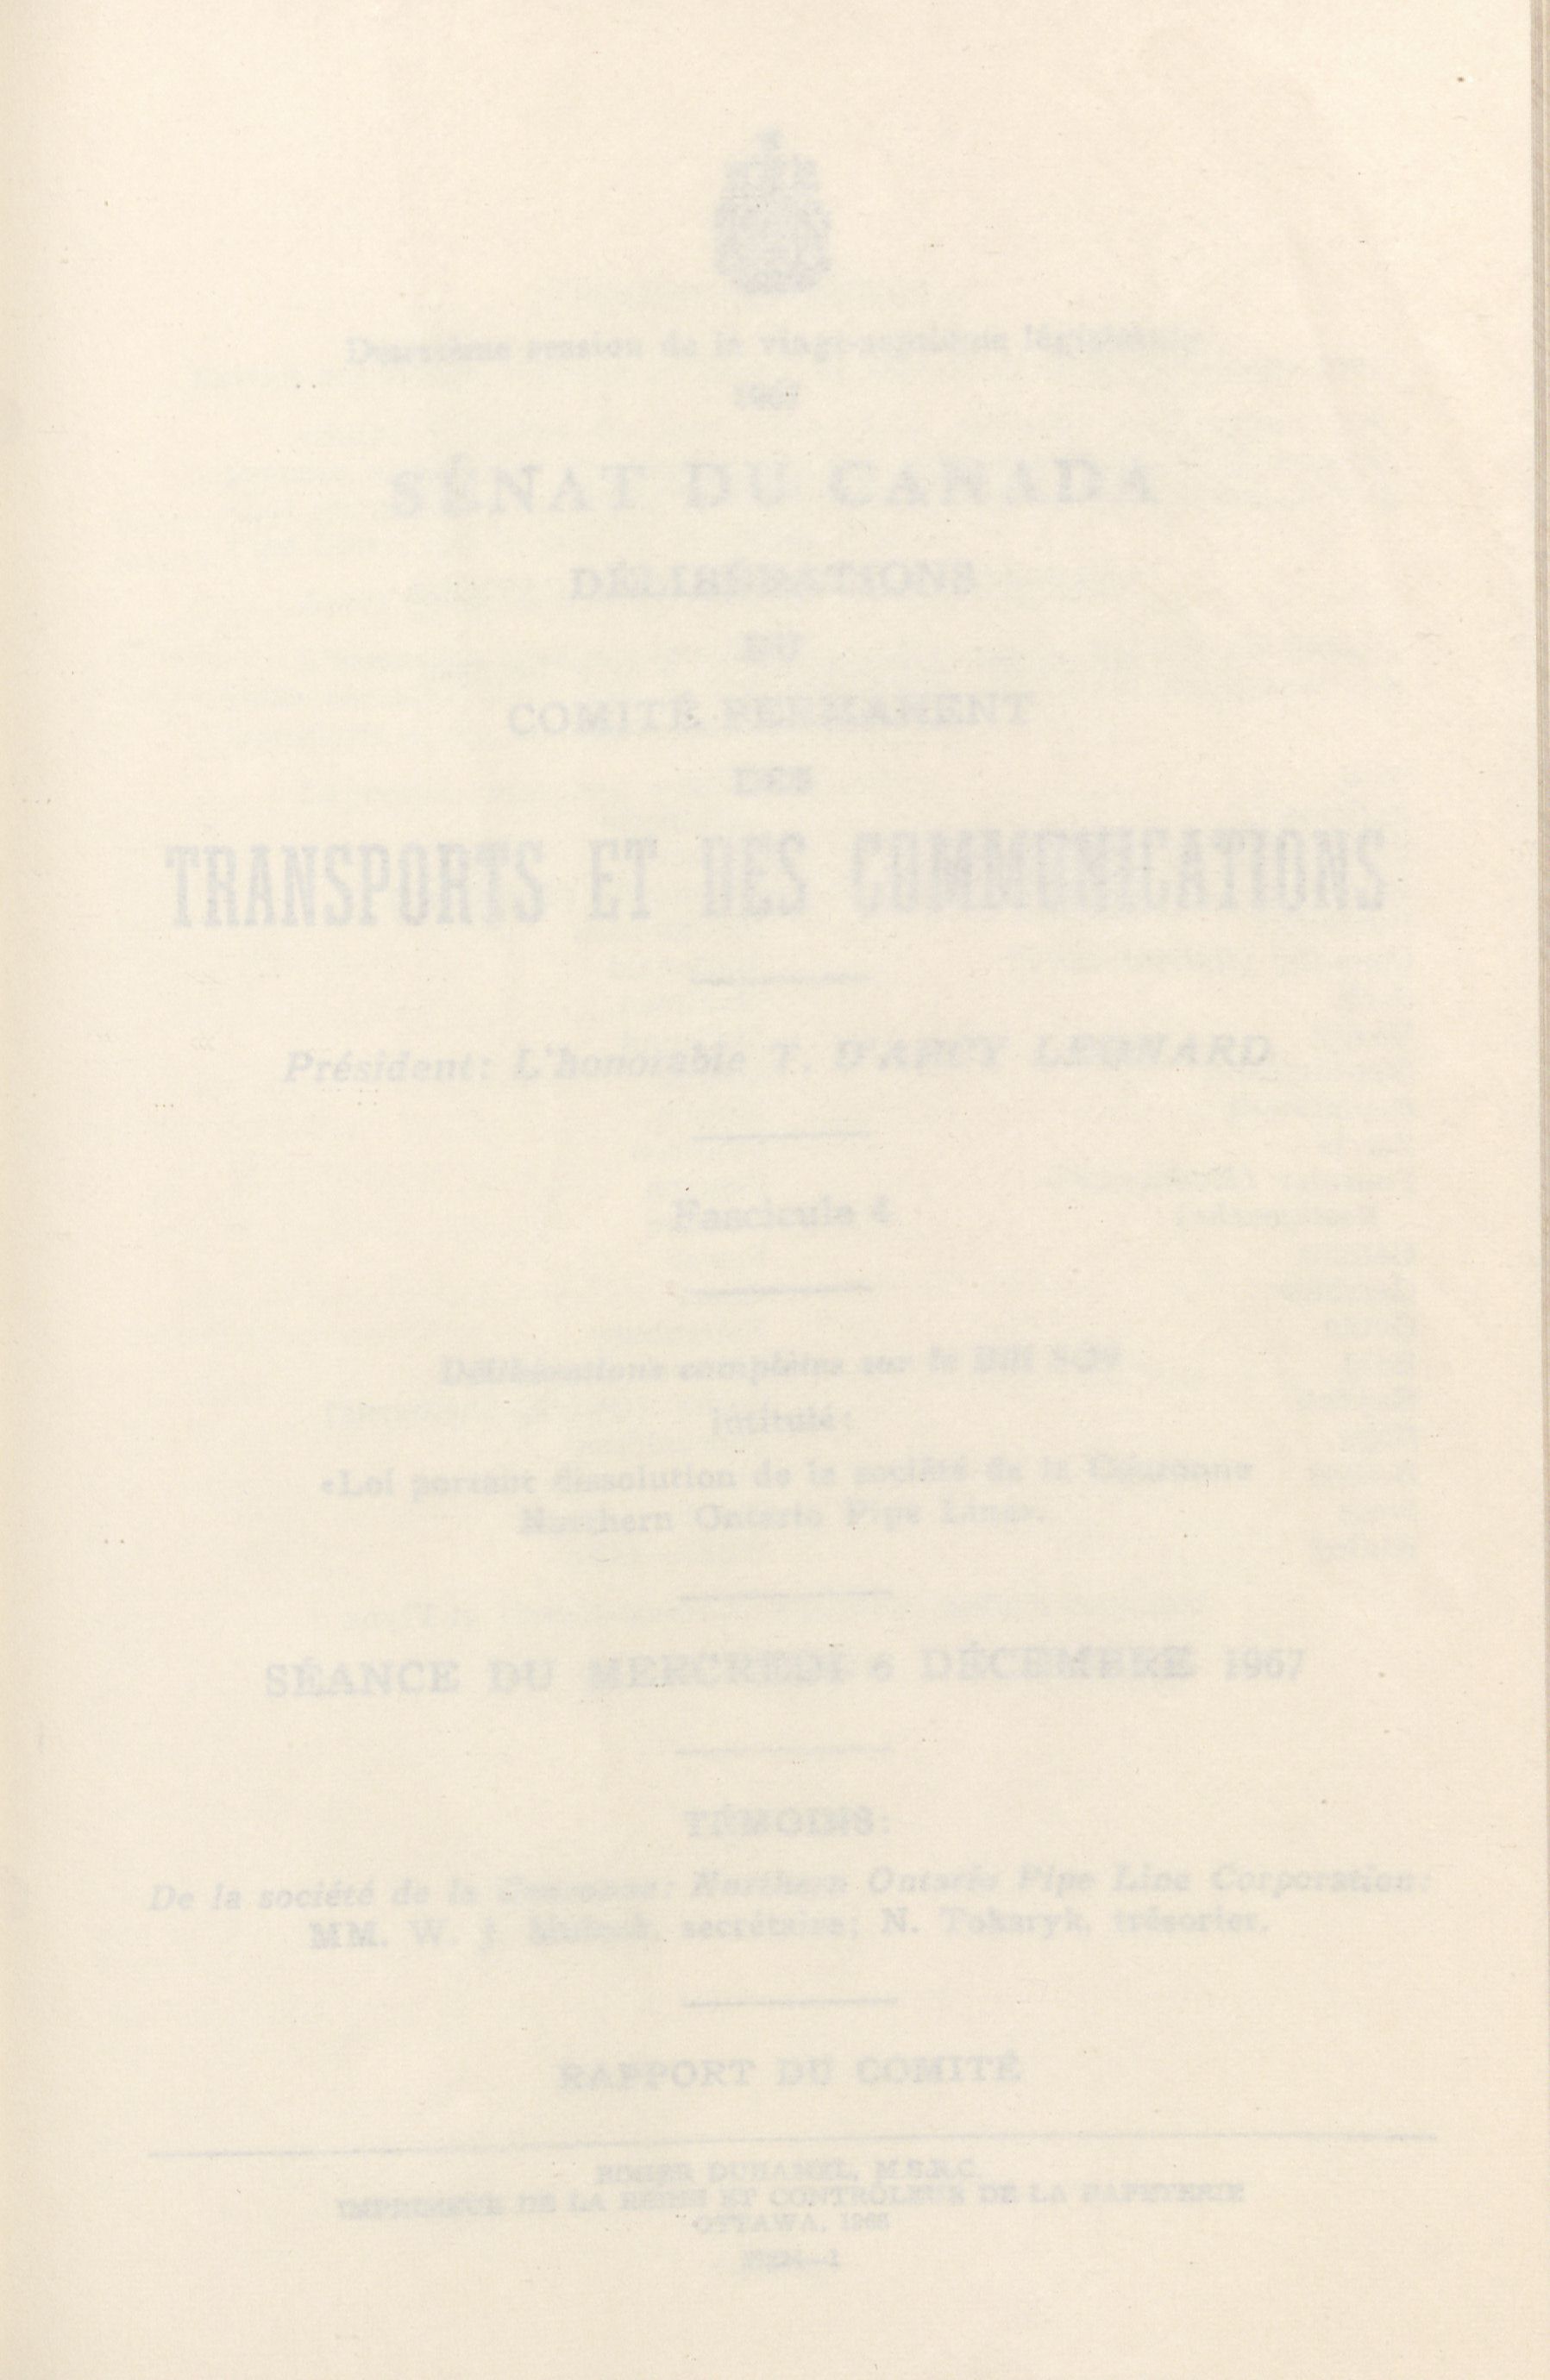 Deuxième session de la vingt-septième législature
1967
SÉNAT DU CANADA
DÉLIBÉRATIONS
DU
COMITÉ PERMANENT
DES
TRANSPORTS ET DES COMMUNICATIONS
Président: L'honorable T. D'ARCY LEONARD
Fascicule 4
Délibérations complètes sur le Bill
intitulé:
«Loi portant dissolution de la société de la Couronne
Northern Ontario Pipe Line».
SÉANCE DU MERCREDI 6 DÉCEMBRE 1967
TÉMOINS:
De la société de la Couronne: Northern Ontario Pipe Line Corporation:
MM. W. J. secrétaire; N. Tokaryk, trésorier.
RAPPORT DU COMITÉ
ROGER DUHAMEL, M.S.R.C.
IMPRIMEUR DE LA REINE ET CONTRÔLEUR DE LA PAPETERIE
OTTAWA, 1968